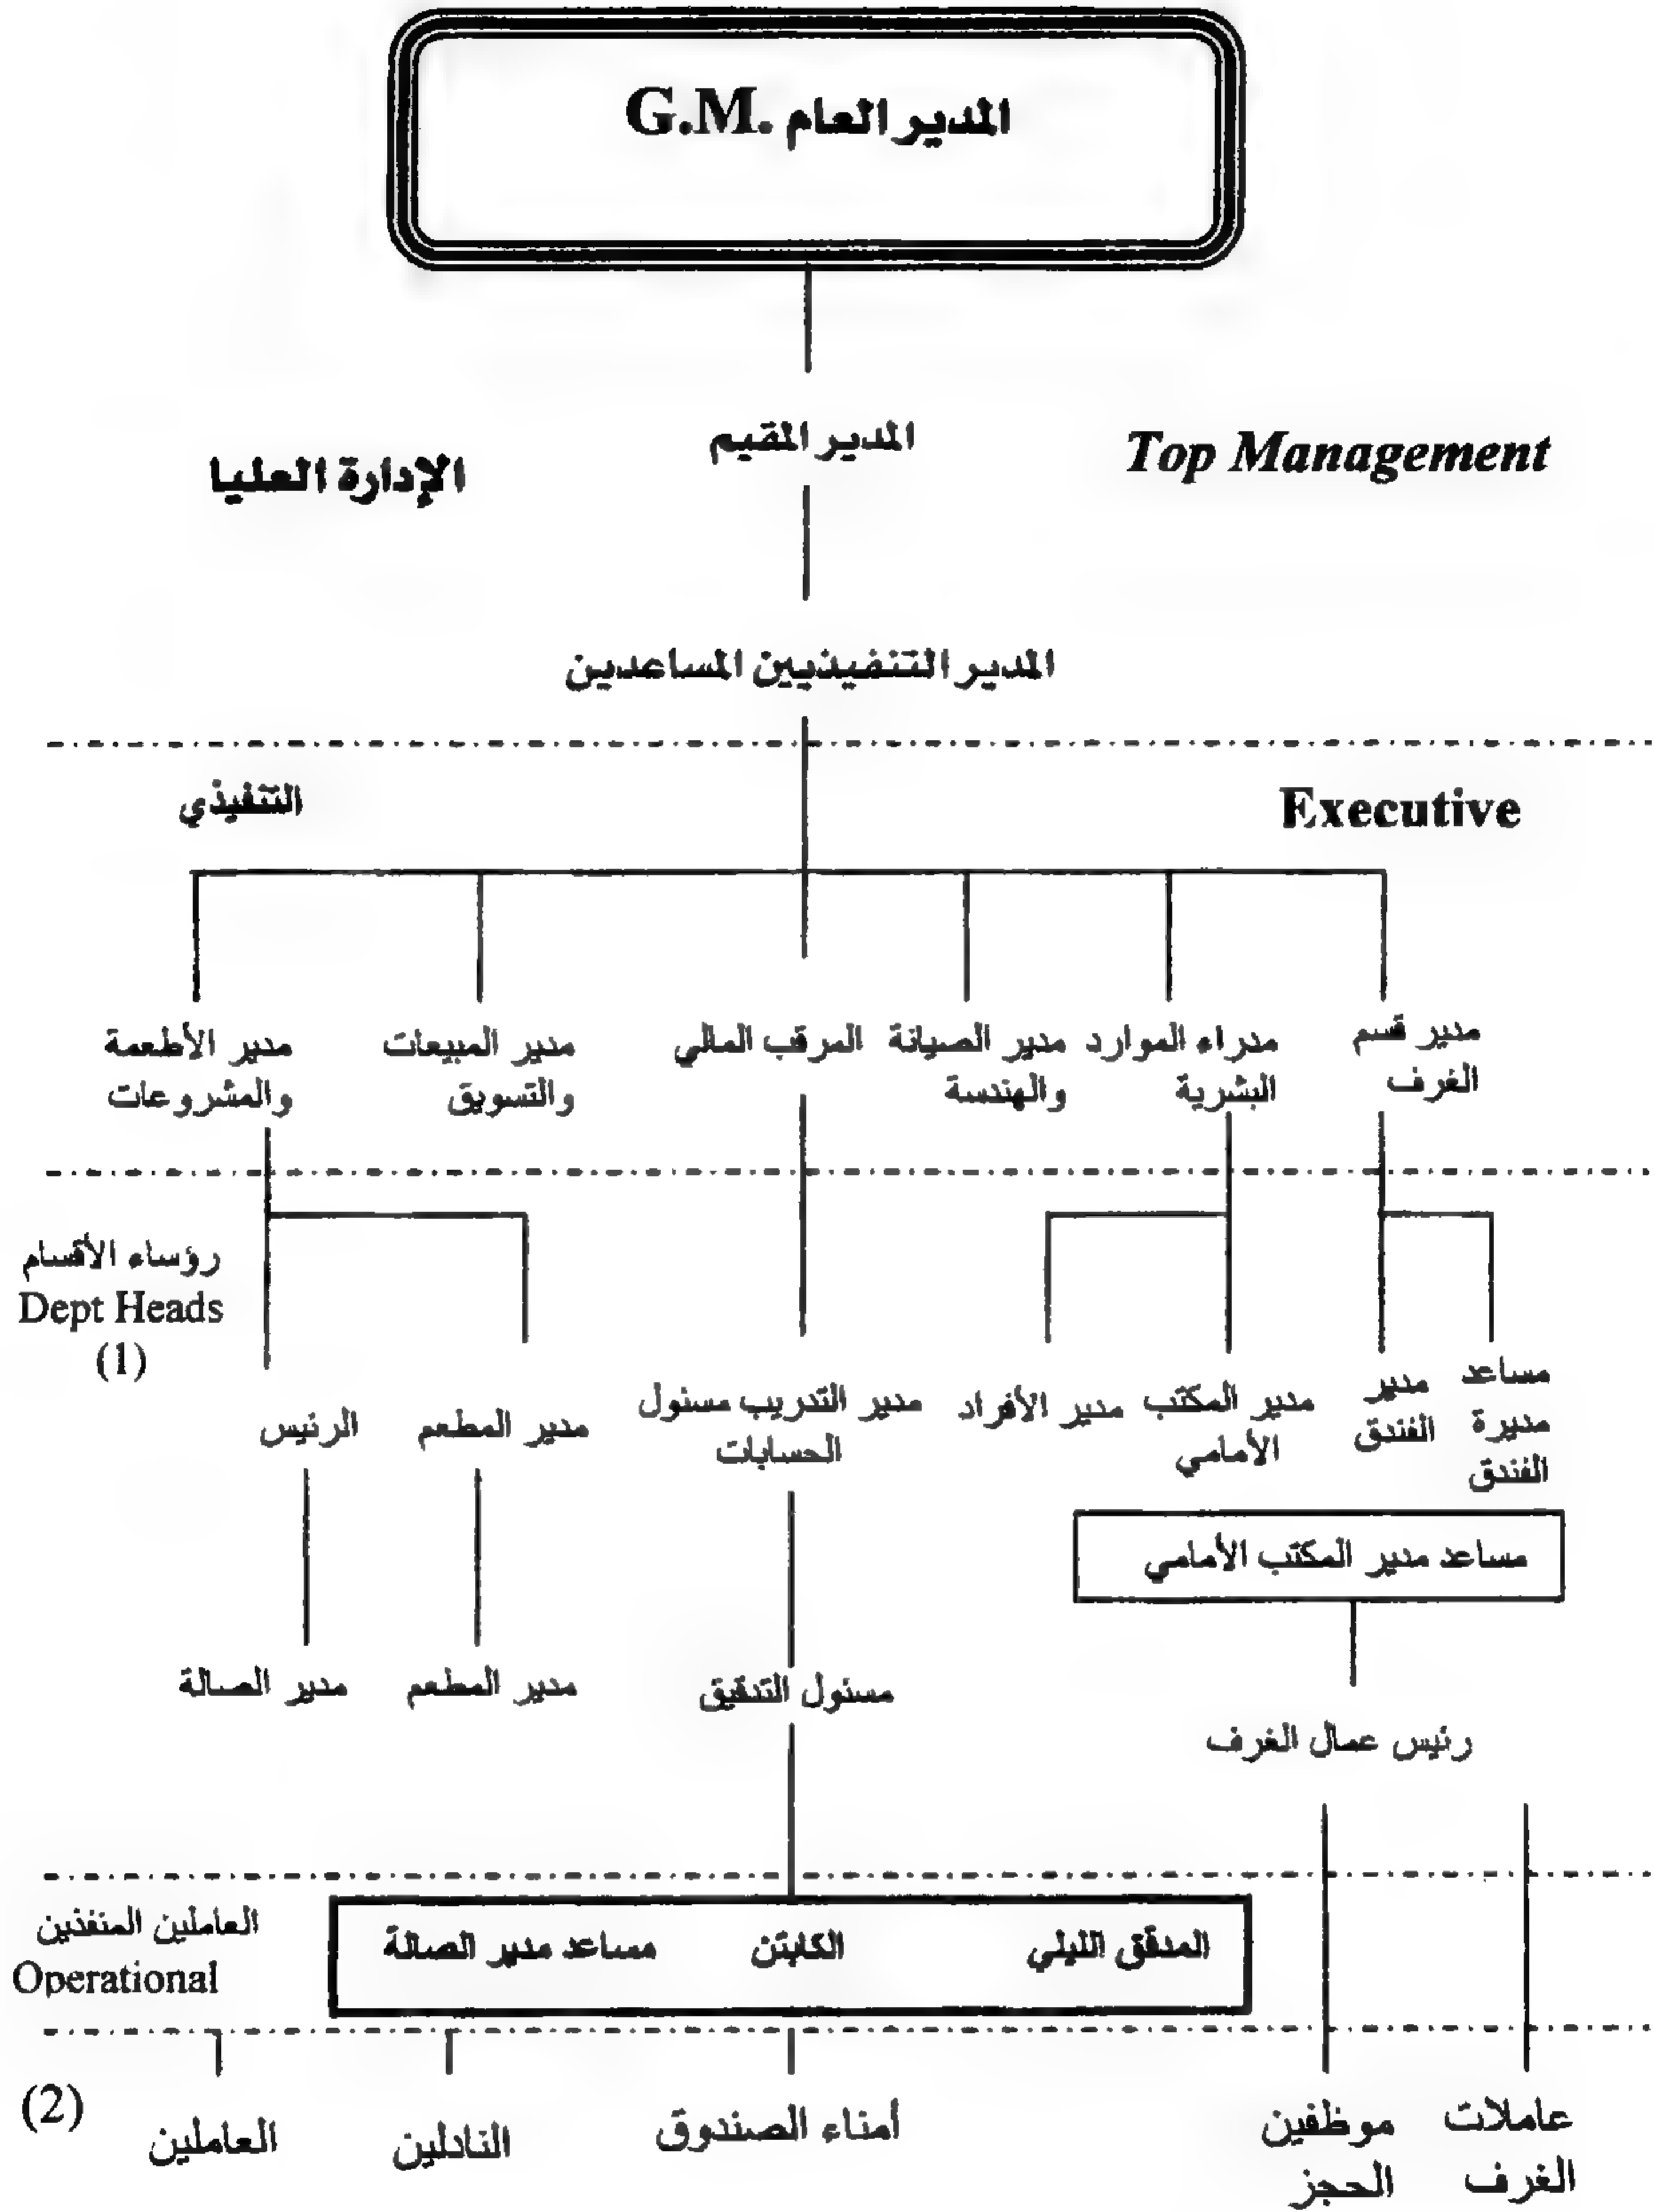 المدير العام G.M.
المدير المقيم
Top Management
الإدارة العليا
المدير التنفيذيين المساعدين
التنفيذي
Executive
مدير قسم
الغرف
مدراء الموارد
البشرية
مدير الصيانة
والهندسة
المرقب المالي
مدير المبيعات
والتسويق
مدير الأطعمة
والمشروعات
رؤساء الأقسام
Dept Heads
(1)
مساعد
مديرة
الفندق
مدير
الفندق
مدير المكتب
الأمامي
مدير الأفراد
مدير التدريب مسئول
الحسابات
مدير المطعم
الرئيس
مساعد مدير المكتب الأمامي
مسئول التدقيق
مدير المطعم
مدير الصالة
رئيس عمال الغرف
العاملين المنفذين
Operational
المدقق الليلي
الكابتن
مساعد مدير الصالة
(2)
عاملات
الغرف
موظفين
الحجز
أمناء الصندوق
النادلين
العاملين